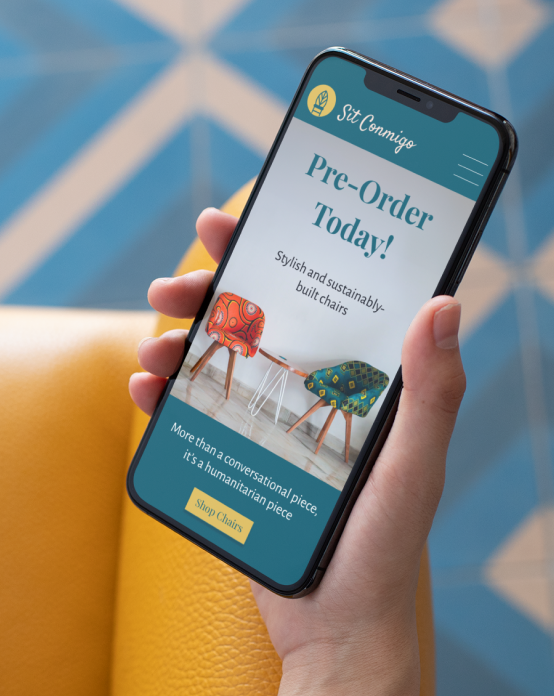 Sit Conmigo
Pre-Order
Today!
Stylish and sustainably-
built chairs
More than a conversational piece,
it's a humanitarian piece
Shop Chairs